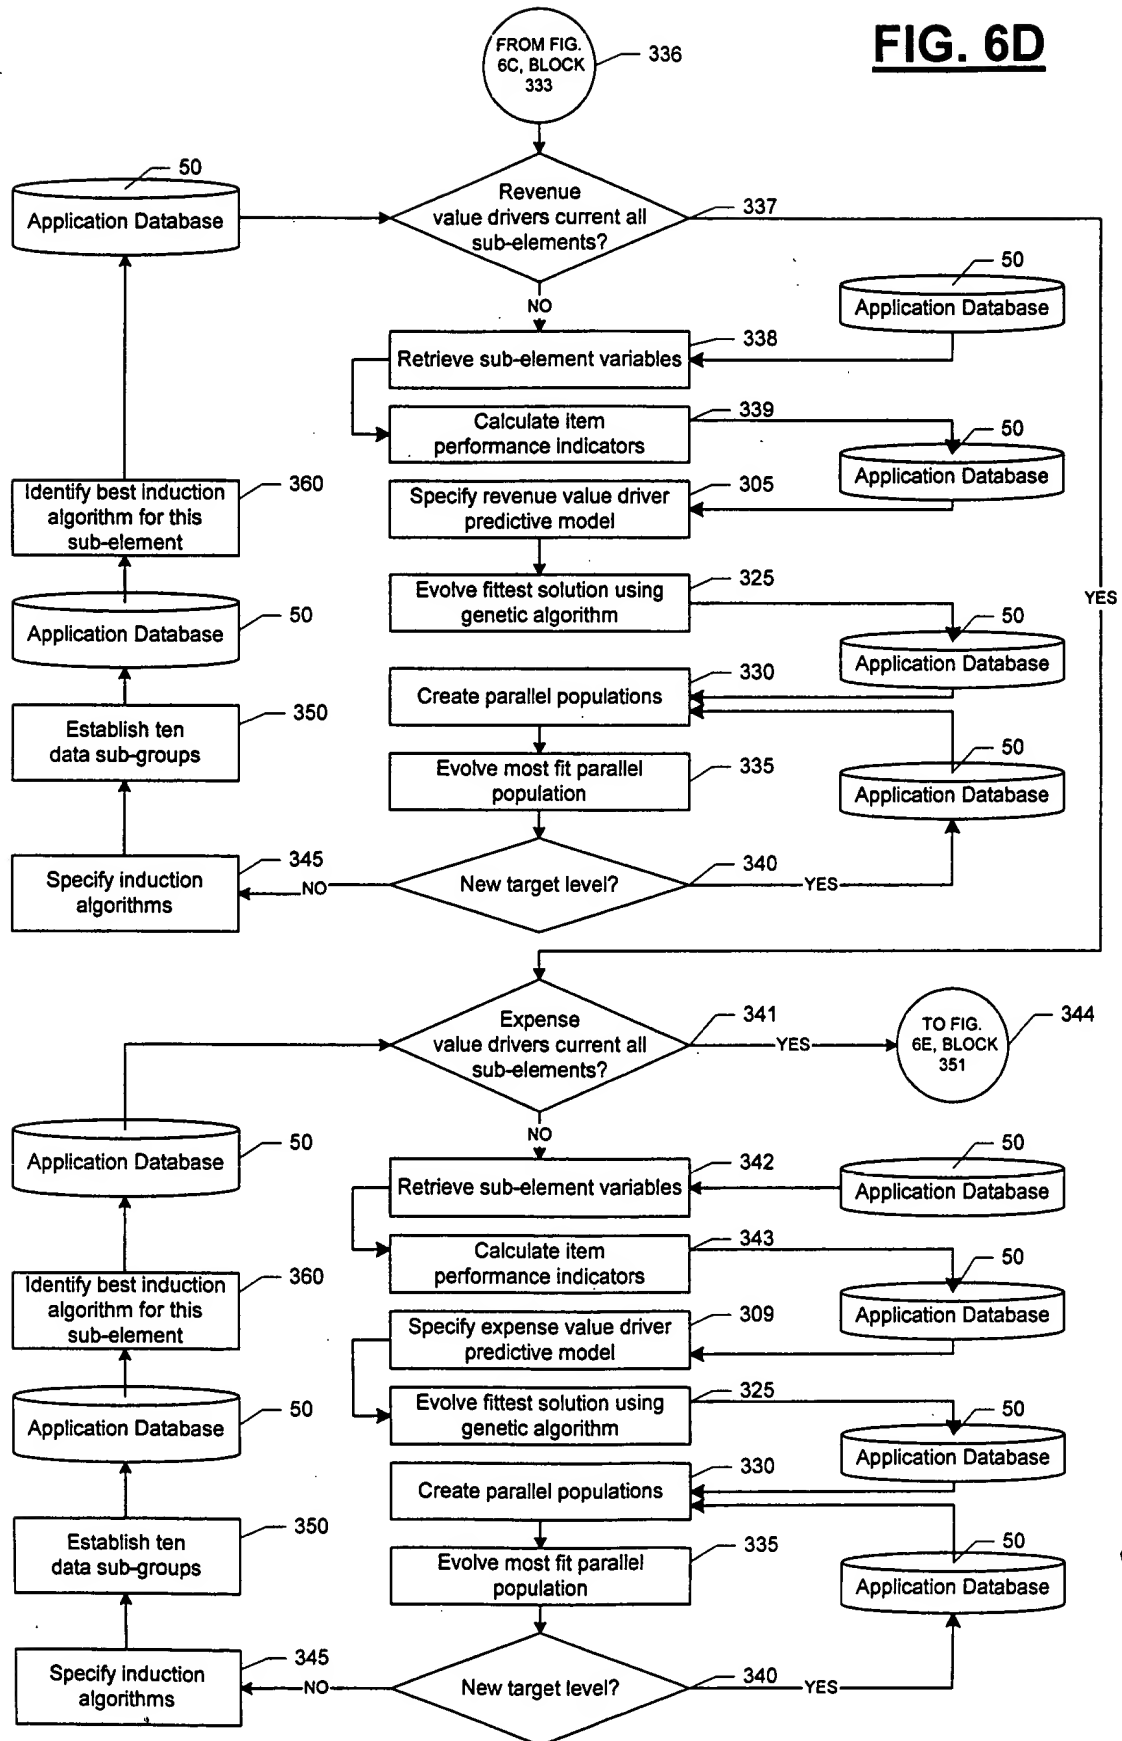 FIG. 6D
FROM FIG.
6C, BLOCK
333
336
50
Application Database
Revenue
value drivers current all
sub-elements?
337
NO
50
Application Database
338
Retrieve sub-element variables
339
Calculate item
performance indicators
50
Application Database
Identify best induction
algorithm for this
sub-element
360
Specify revenue value driver
predictive model
305
Evolve fittest solution using
genetic algorithm
325
YES
Application Database
50
50
Application Database
Create parallel populations
330
Establish ten
data sub-groups
350
Evolve most fit parallel
population
335
50
Application Database
Specify induction
algorithms
345
NO
New target level?
340
YES
Expense
value drivers current all
sub-elements?
341
YES
TO FIG.
6E, BLOCK
351
344
NO
Application Database
50
Retrieve sub-element variables
342
50
Application Database
Calculate item
performance indicators
343
50
Application Database
Identify best induction
algorithm for this
sub-element
360
Specify expense value driver
predictive model
309
Evolve fittest solution using
genetic algorithm
325
Application Database
50
50
Application Database
Create parallel populations
330
Establish ten
data sub-groups
350
Evolve most fit parallel
population
335
50
Application Database
Specify induction
algorithms
345
NO
New target level?
340
YES